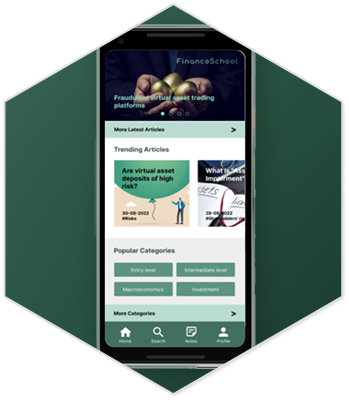 FinanceSchool
Fraudulent virtual asset trading
platforms
More Latest Articles >
Trending Articles
Are virtual asset
deposits of high
risk?
30-08-2022
#Risks
What is "Ass
Impairment"
28-08-2022
Popular Categories
Entry level
Intermediate level
Macroeconomics
Investment
More Categories >
Home
Search
Notes
Profile